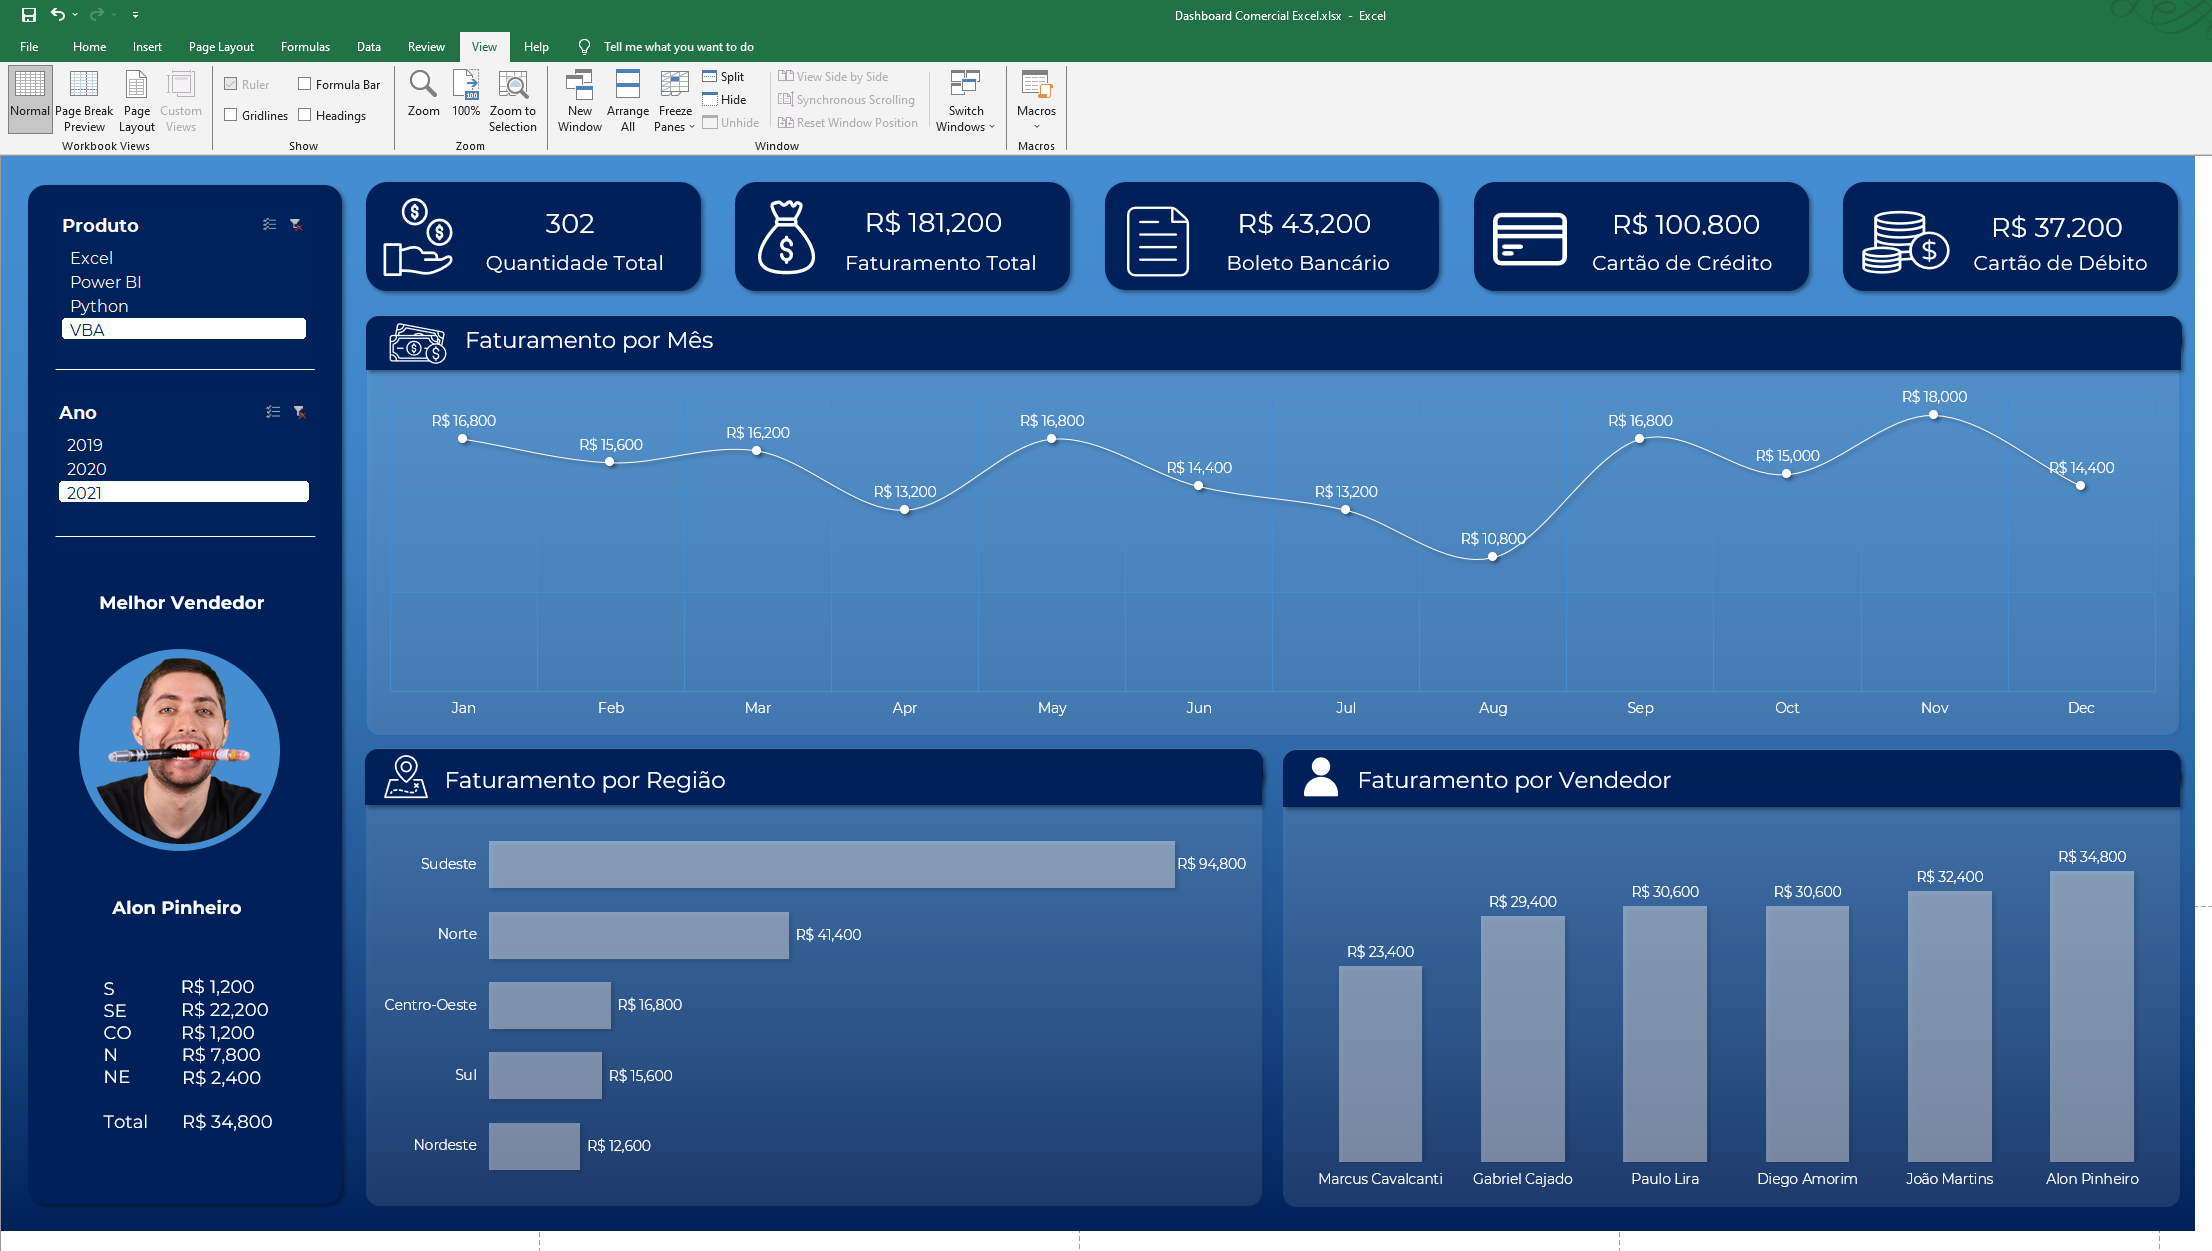 Dashboard Comercial Excel.xlsx - Excel
File Home Insert Page Layout Formulas Data Review View Help Tell me what you want to do
Normal
Page Break Preview
Page Layout
Custom Views
Workbook Views
Ruler
Formula Bar
Gridlines
Headings
Show
Zoom
100%
Zoom to Selection
Zoom
New Window
Arrange All
Freeze Panes
Split
Hide
Unhide
View Side by Side
Synchronous Scrolling
Reset Window Position
Switch Windows
Window
Macros
Macros
Produto
Excel
Power BI
Python
VBA
Ano
2019
2020
2021
Melhor Vendedor
Alon Pinheiro
S R$ 1,200
SE R$ 22,200
CO R$ 1,200
N R$ 7,800
NE R$ 2,400
Total R$ 34,800
302
Quantidade Total
R$ 181,200
Faturamento Total
R$ 43,200
Boleto Bancário
R$ 100,800
Cartão de Crédito
R$ 37,200
Cartão de Débito
Faturamento por Mês
R$ 16,800
R$ 15,600
R$ 16,200
R$ 13,200
R$ 16,800
R$ 14,400
R$ 13,200
R$ 10,800
R$ 16,800
R$ 15,000
R$ 18,000
R$ 14,400
Jan Feb Mar Apr May Jun Jul Aug Sep Oct Nov Dec
Faturamento por Região
Sudeste R$ 94,800
Norte R$ 41,400
Centro-Oeste R$ 16,800
Sul R$ 15,600
Nordeste R$ 12,600
Faturamento por Vendedor
R$ 23,400
R$ 29,400
R$ 30,600
R$ 30,600
R$ 32,400
R$ 34,800
Marcus Cavalcanti
Gabriel Cajado
Paulo Lira
Diego Amorim
João Martins
Alon Pinheiro